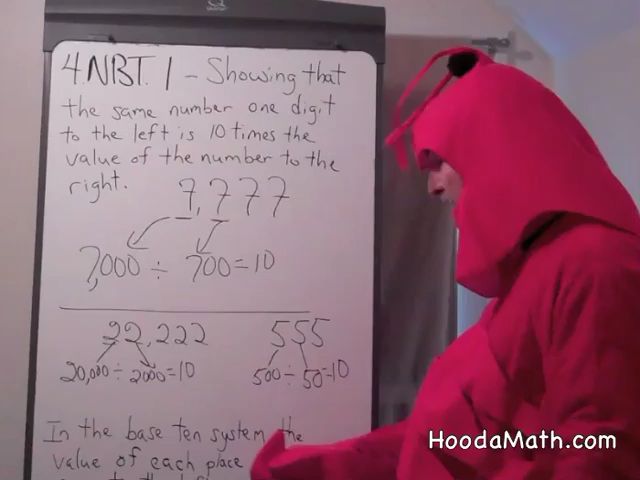 4.NBT.1 - Showing that
the same number one digit
to the left is 10 times the
value of the number to the
right.
7,777
7,000 ÷ 700=10
22,222 555
20,000 ÷ 2000=10 500 ÷ 50=10
In the base ten system the
value of each place
HoodaMath.com